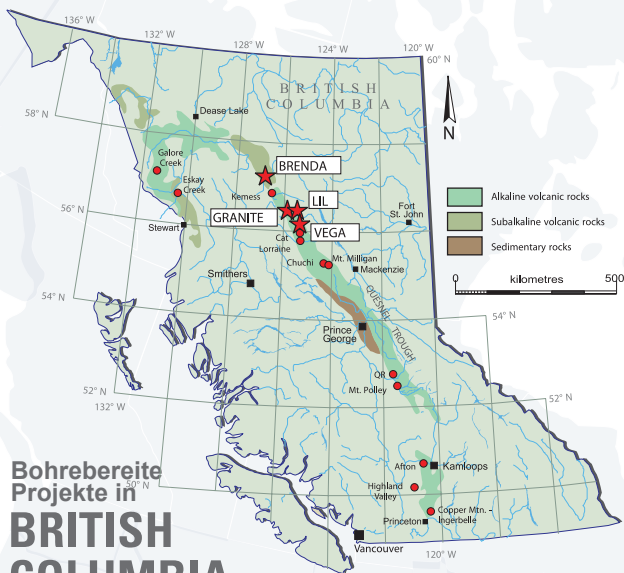 136° W
132° W
128° W
124° W
120° W
60° N
58° N
56° N
54° N
52° N
132° W
50° N
54° N
52° N
120° W
BRITISH
COLUMBIA
N
Dease Lake
Galore
Creek
Eskay
Creek
Stewart
BRENDA
Kemess
LIL
GRANITE
VEGA
Cat
Lorraine
Fort
St. John
Chuchi
Mt. Milligan
Mackenzie
Smithers
QUESNEL TROUGH
Prince
George
QR
Mt. Polley
Afton
Kamloops
Highland
Valley
Copper Mtn. -
Ingerbelle
Princeton
Vancouver
Alkaline volcanic rocks
Subalkaline volcanic rocks
Sedimentary rocks
0 kilometres 500
Bohrebereite
Projekte in
BRITISH
COLUMBIA